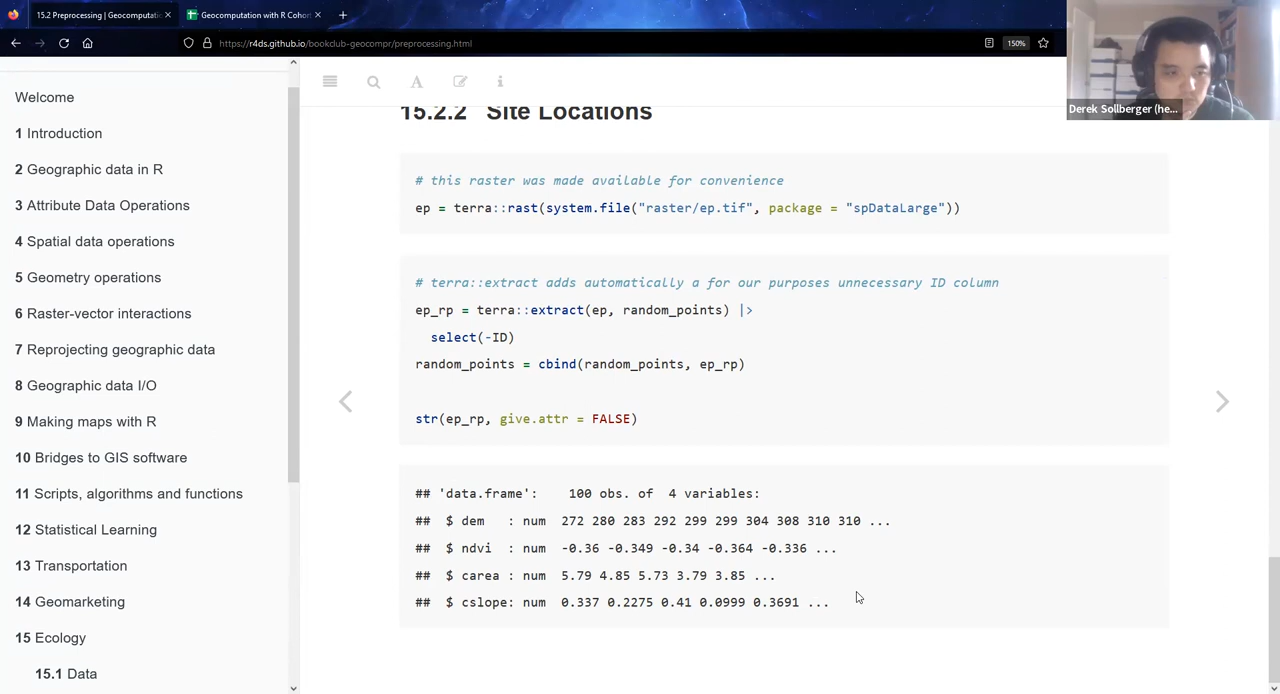 15.2 Preprocessing | Geocomputatio
Geocomputation with R Cohor
https://r4ds.github.io/bookclub-geocompr/preprocessing.html
150%
Derek Sollberger (he...
Welcome
1 Introduction
2 Geographic data in R
3 Attribute Data Operations
4 Spatial data operations
5 Geometry operations
6 Raster-vector interactions
7 Reprojecting geographic data
8 Geographic data I/O
9 Making maps with R
10 Bridges to GIS software
11 Scripts, algorithms and functions
12 Statistical Learning
13 Transportation
14 Geomarketing
15 Ecology
15.1 Data
15.2.2 Site Locations
# this raster was made available for convenience
ep = terra::rast(system.file("raster/ep.tif", package = "spDataLarge"))
# terra::extract adds automatically a for our purposes unnecessary ID column
ep_rp = terra::extract(ep, random_points) |>
select(-ID)
random_points = cbind(random_points, ep_rp)
str(ep_rp, give.attr = FALSE)
## 'data.frame': 100 obs. of 4 variables:
## $ dem : num 272 280 283 292 299 299 304 308 310 310 ...
## $ ndvi : num -0.36 -0.349 -0.34 -0.364 -0.336 ...
## $ carea : num 5.79 4.85 5.73 3.79 3.85 ...
## $ cslope: num 0.337 0.2275 0.41 0.0999 0.3691 ...